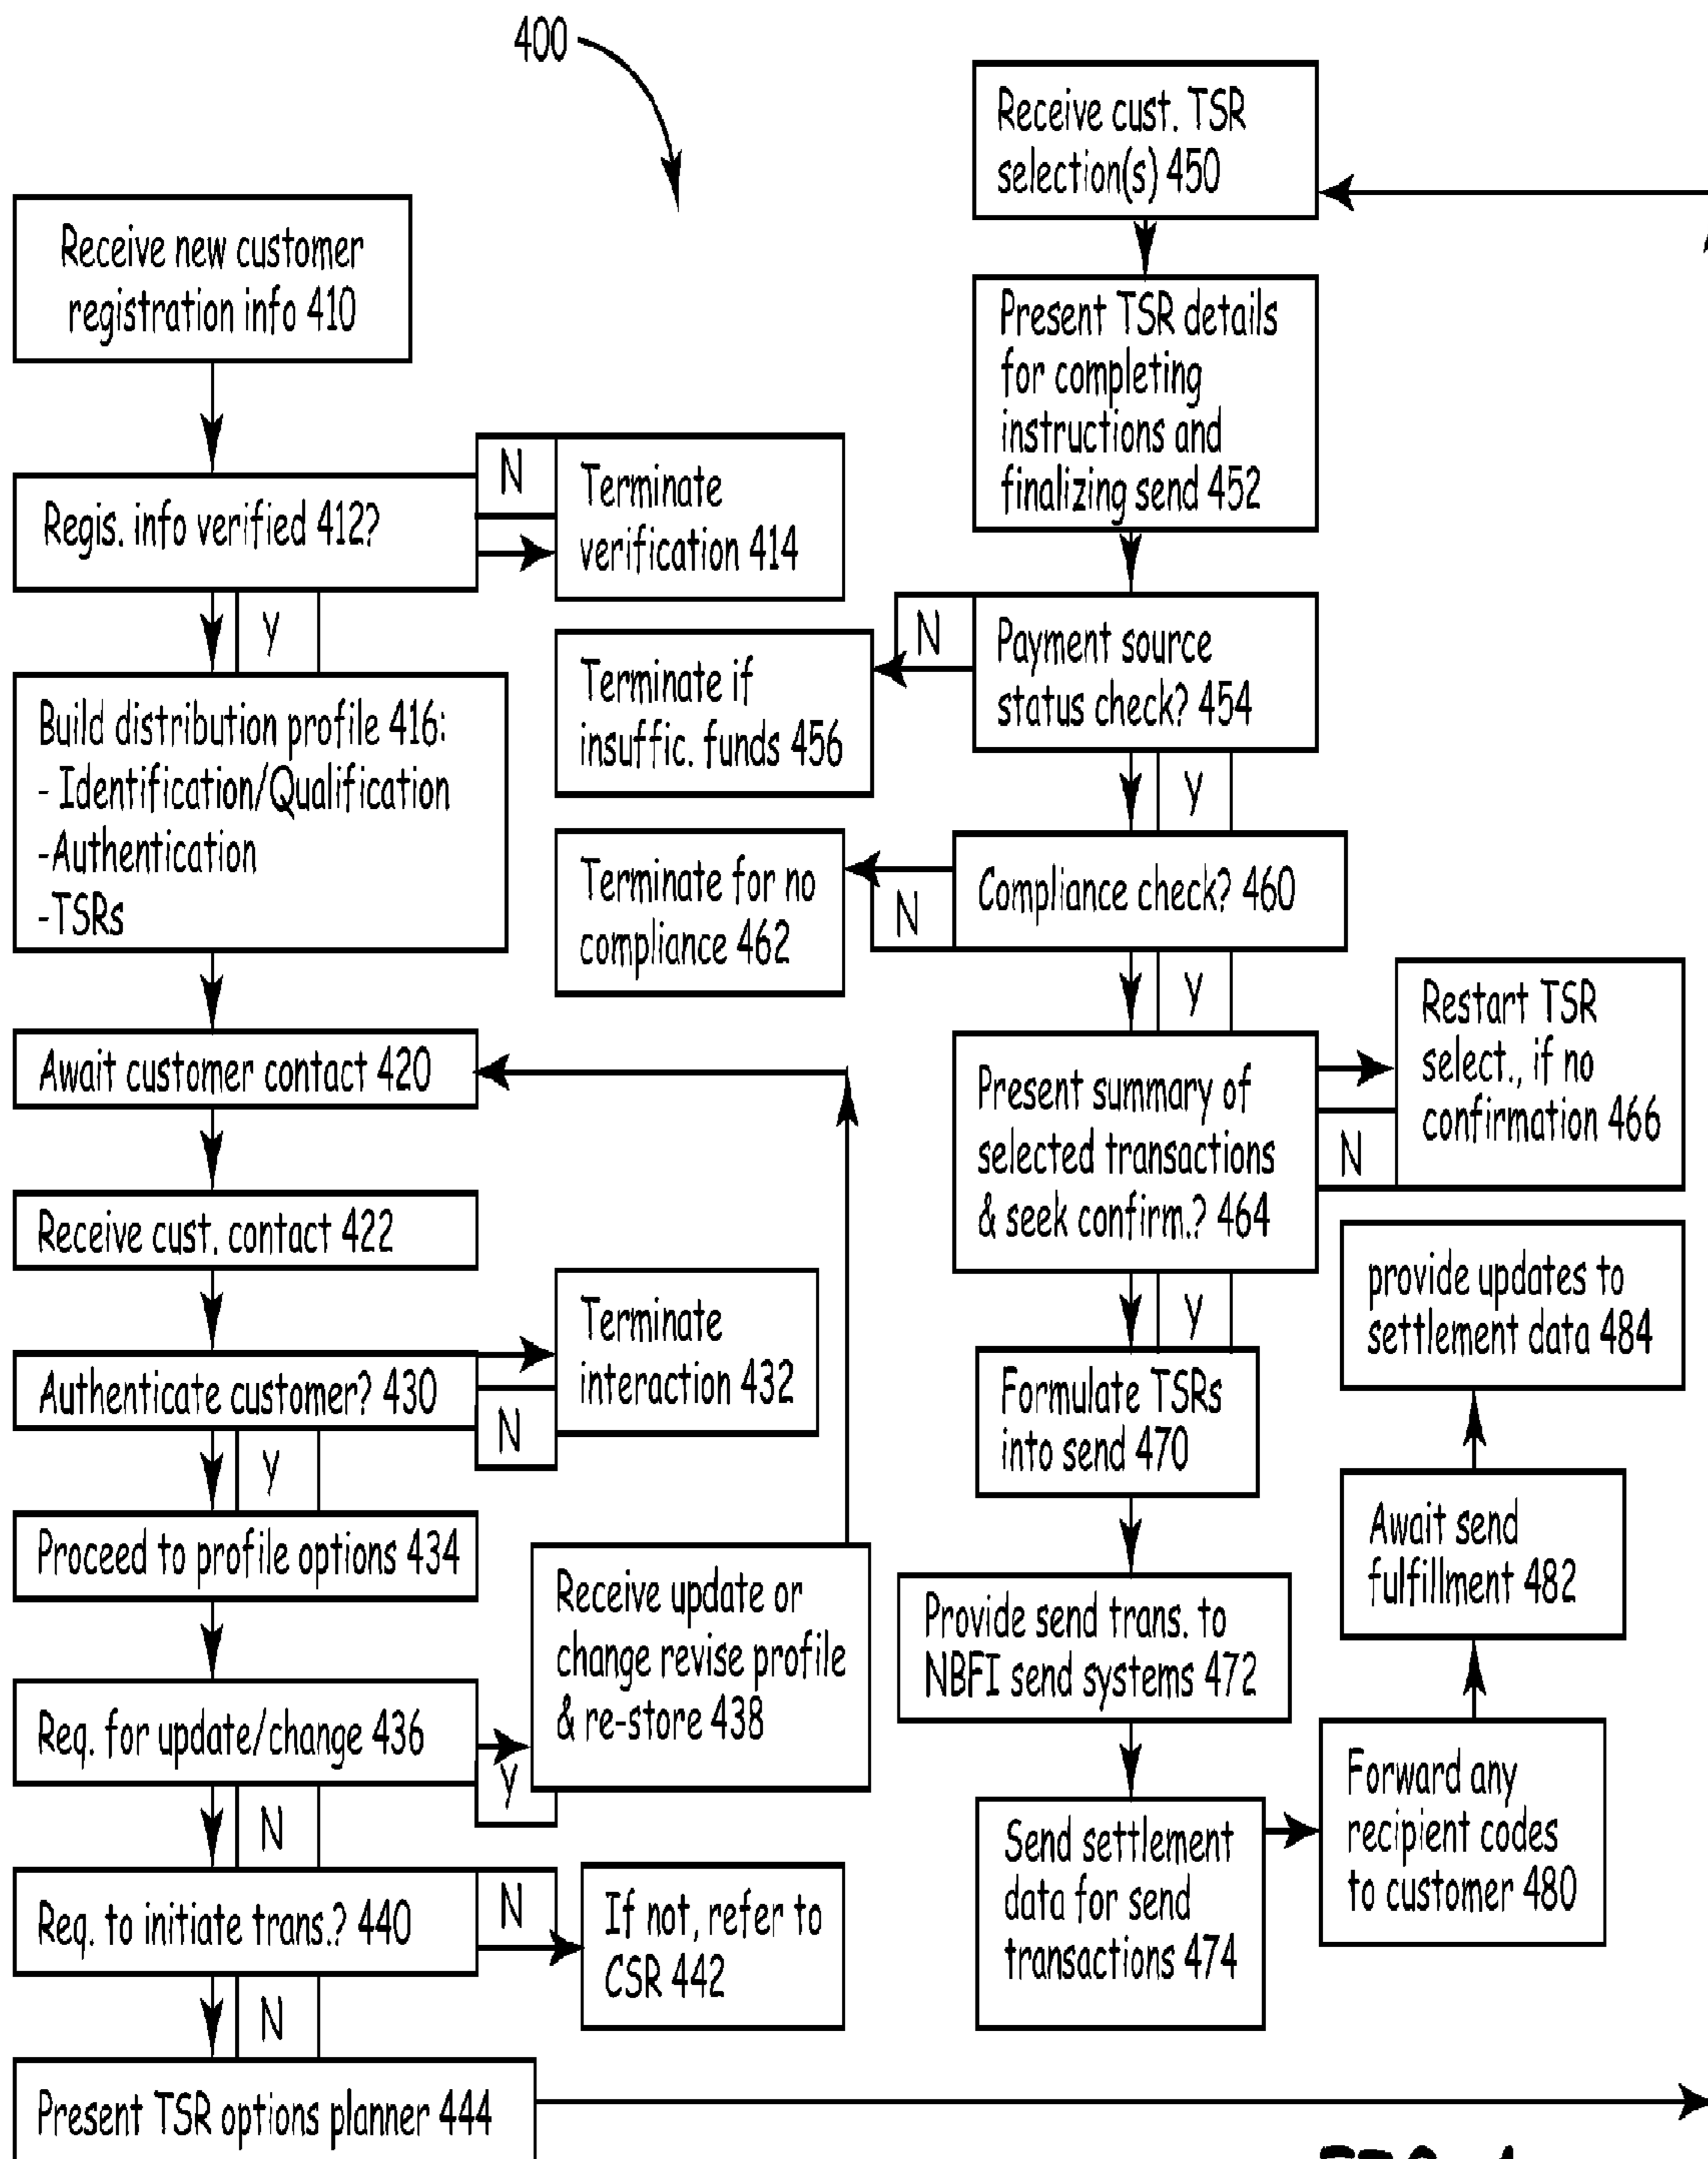 400
Receive new customer
registration info 410
Regis. info verified 412?
N
Terminate
verification 414
Y
Build distribution profile 416:
- Identification/Qualification
-Authentication
-TSRs
Await customer contact 420
Receive cust. contact 422
Authenticate customer? 430
Terminate
interaction 432
N
Y
Proceed to profile options 434
Req. for update/change 436
Y
Receive update or
change revise profile
& re-store 438
N
Req. to initiate trans.? 440
N
If not, refer to
CSR 442
N
Present TSR options planner 444
Receive cust. TSR
selection(s) 450
Present TSR details
for completing
instructions and
finalizing send 452
Payment source
status check? 454
N
Terminate if
insuffic. funds 456
Y
Compliance check? 460
N
Terminate for no
compliance 462
Y
Present summary of
selected transactions
& seek confirm.? 464
N
Restart TSR
select., if no
confirmation 466
Y
Formulate TSRs
into send 470
Provide send trans. to
NBFI send systems 472
Send settlement
data for send
transactions 474
Forward any
recipient codes
to customer 480
Await send
fulfillment 482
provide updates to
settlement data 484